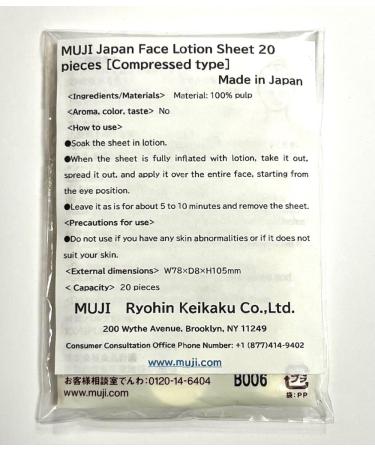 MUJI Japan Face Lotion Sheet 20
pieces [Compressed type]
Made in Japan
<Ingredients/Materials> Material: 100% pulp
<Aroma, color, taste> No
<How to use>
●Soak the sheet in lotion.
●When the sheet is fully inflated with lotion, take it out,
spread it out, and apply it over the entire face, starting from
the eye position.
●Leave it as is for about 5 to 10 minutes and remove the sheet.
<Precautions for use>
●Do not use if you have any skin abnormalities or if it does not
suit your skin.
<External dimensions> W78×D8×H105mm
< Capacity> 20 pieces
MUJI Ryohin Keikaku Co.,Ltd.
200 Wythe Avenue, Brooklyn, NY 11249
Consumer Consultation Office Phone Number: +1 (877)414-9402
www.muji.com
お客様相談室でんわ:0120-14-6404
www.muji.com
B006
プラ
袋:PP